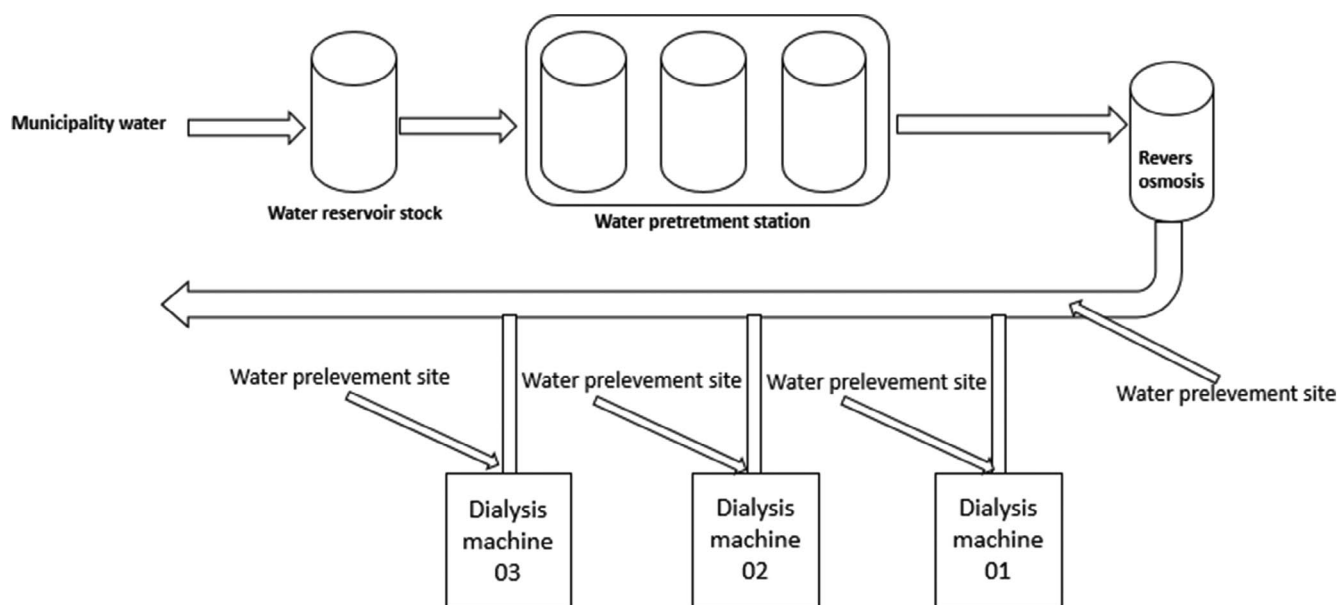 Municipality water
Water reservoir stock
Water pretretment station
Revers
osmosis
Water prelevement site
Water prelevement site
Water prelevement site
Water prelevement site
Dialysis
machine
03
Dialysis
machine
02
Dialysis
machine
01